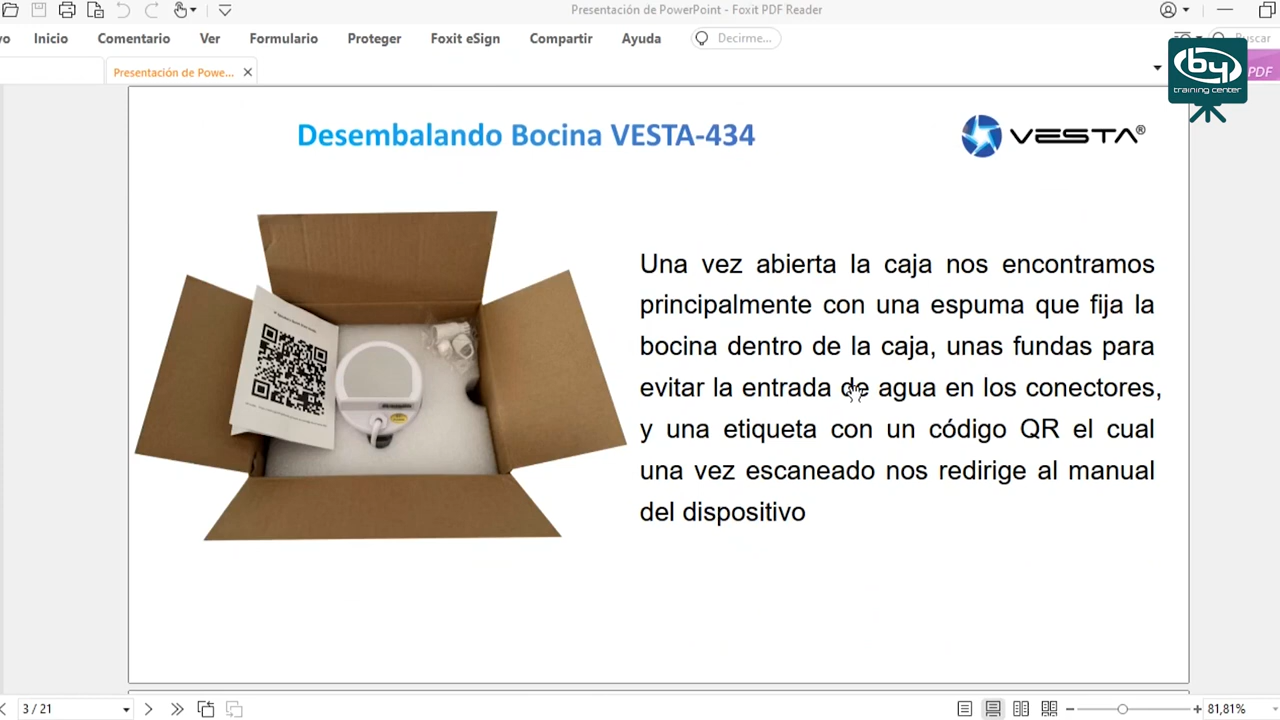 Presentación de PowerPoint - Foxit PDF Reader
Inicio Comentario Ver Formulario Proteger Foxit eSign Compartir Ayuda Decirme... Buscar
Presentación de Powe...
PDF
by
training center
Desembalando Bocina VESTA-434
VESTA®
Una vez abierta la caja nos encontramos
principalmente con una espuma que fija la
bocina dentro de la caja, unas fundas para
evitar la entrada de agua en los conectores,
y una etiqueta con un código QR el cual
una vez escaneado nos redirige al manual
del dispositivo
3 / 21
81,81%